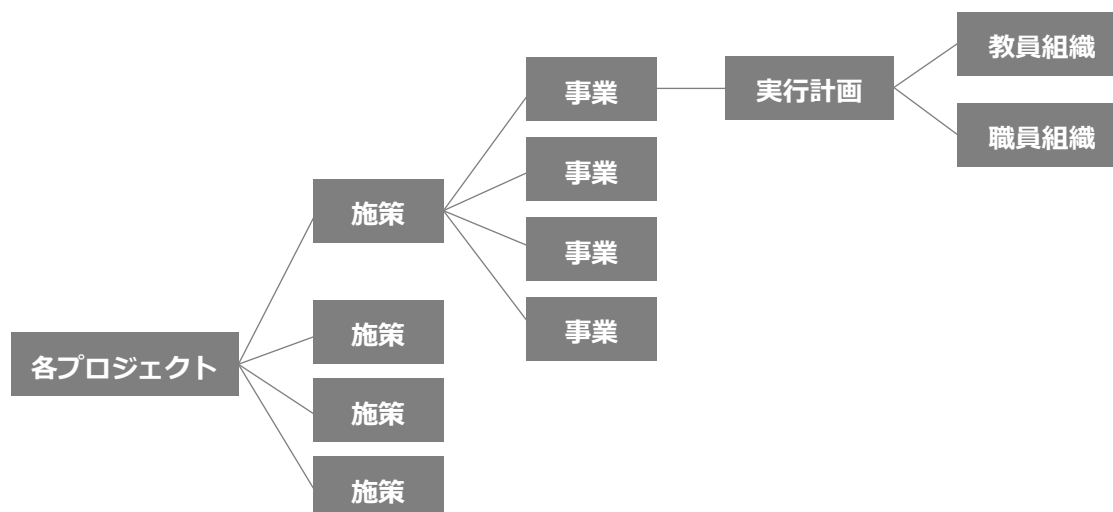 各プロジェクト
施策
施策
施策
施策
事業
事業
事業
事業
実行計画
教員組織
職員組織